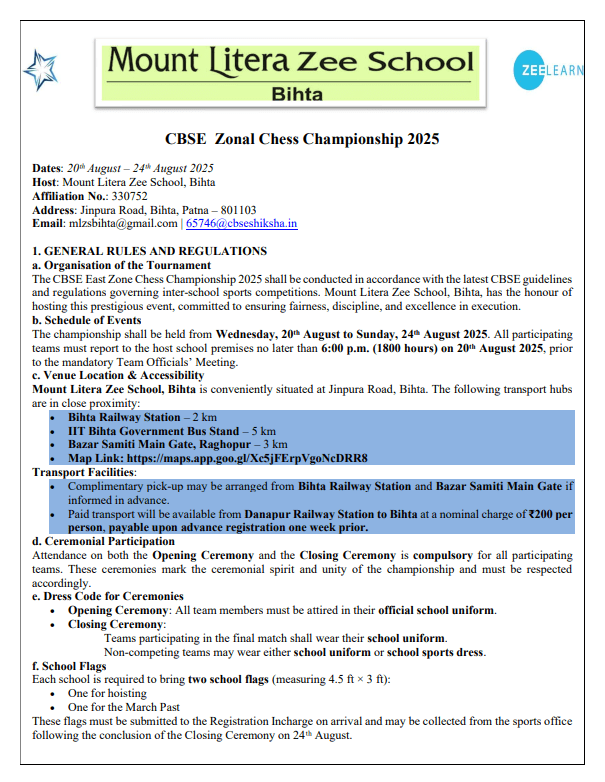 Mount Litera Zee School
Bihta
ZEELEARN
CBSE Zonal Chess Championship 2025
Dates: 20th August – 24th August 2025
Host: Mount Litera Zee School, Bihta
Affiliation No.: 330752
Address: Jinpura Road, Bihta, Patna – 801103
Email: mlzsbihta@gmail.com | 65746@cbseshiksha.in
1. GENERAL RULES AND REGULATIONS
a. Organisation of the Tournament
The CBSE East Zone Chess Championship 2025 shall be conducted in accordance with the latest CBSE guidelines
and regulations governing inter-school sports competitions. Mount Litera Zee School, Bihta, has the honour of
hosting this prestigious event, committed to ensuring fairness, discipline, and excellence in execution.
b. Schedule of Events
The championship shall be held from Wednesday, 20th August to Sunday, 24th August 2025. All participating
teams must report to the host school premises no later than 6:00 p.m. (1800 hours) on 20th August 2025, prior
to the mandatory Team Officials' Meeting.
c. Venue Location & Accessibility
Mount Litera Zee School, Bihta is conveniently situated at Jinpura Road, Bihta. The following transport hubs
are in close proximity:
• Bihta Railway Station – 2 km
• IIT Bihta Government Bus Stand – 5 km
• Bazar Samiti Main Gate, Raghopur – 3 km
• Map Link: https://maps.app.goo.gl/Xc5jFErpVgoNcDRR8
Transport Facilities:
• Complimentary pick-up may be arranged from Bihta Railway Station and Bazar Samiti Main Gate if
informed in advance.
• Paid transport will be available from Danapur Railway Station to Bihta at a nominal charge of ₹200 per
person, payable upon advance registration one week prior.
d. Ceremonial Participation
Attendance on both the Opening Ceremony and the Closing Ceremony is compulsory for all participating
teams. These ceremonies mark the ceremonial spirit and unity of the championship and must be respected
accordingly.
e. Dress Code for Ceremonies
• Opening Ceremony: All team members must be attired in their official school uniform.
• Closing Ceremony:
Teams participating in the final match shall wear their school uniform.
Non-competing teams may wear either school uniform or school sports dress.
f. School Flags
Each school is required to bring two school flags (measuring 4.5 ft × 3 ft):
• One for hoisting
• One for the March Past
These flags must be submitted to the Registration Incharge on arrival and may be collected from the sports office
following the conclusion of the Closing Ceremony on 24th August.